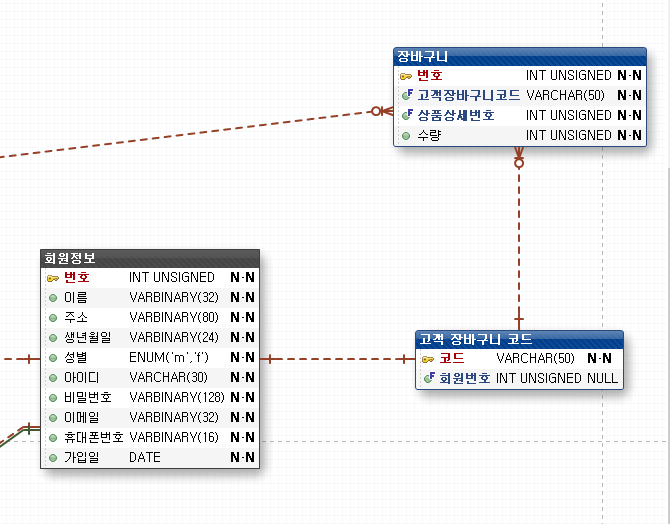 장바구니
번호 INT UNSIGNED N·N
F 고객장바구니코드 VARCHAR(50) N·N
F 상품상세번호 INT UNSIGNED N·N
수량 INT UNSIGNED N·N
회원정보
번호 INT UNSIGNED N·N
이름 VARBINARY(32) N·N
주소 VARBINARY(80) N·N
생년월일 VARBINARY(24) N·N
성별 ENUM('m','f') N·N
아이디 VARCHAR(30) N·N
비밀번호 VARBINARY(128) N·N
이메일 VARBINARY(32) N·N
휴대폰번호 VARBINARY(16) N·N
가입일 DATE N·N
고객 장바구니 코드
코드 VARCHAR(50) N·N
F 회원번호 INT UNSIGNED NULL